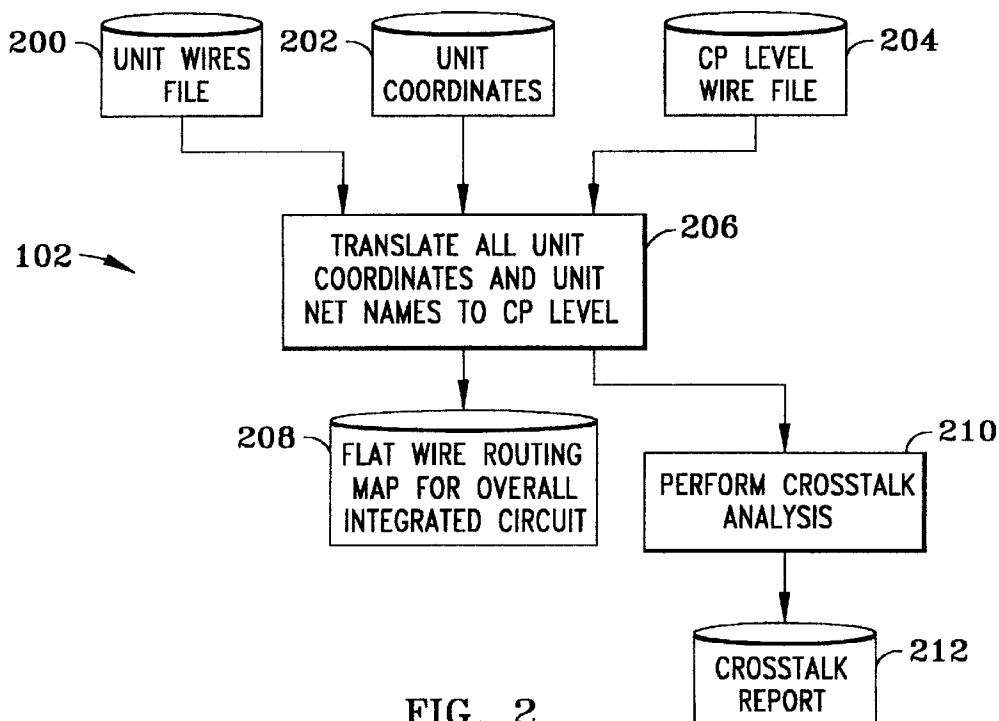 200
UNIT WIRES
FILE
202
UNIT
COORDINATES
204
CP LEVEL
WIRE FILE
102
206
TRANSLATE ALL UNIT
COORDINATES AND UNIT
NET NAMES TO CP LEVEL
208
FLAT WIRE ROUTING
MAP FOR OVERALL
INTEGRATED CIRCUIT
210
PERFORM CROSSTALK
ANALYSIS
212
CROSSTALK
REPORT
FIG. 2